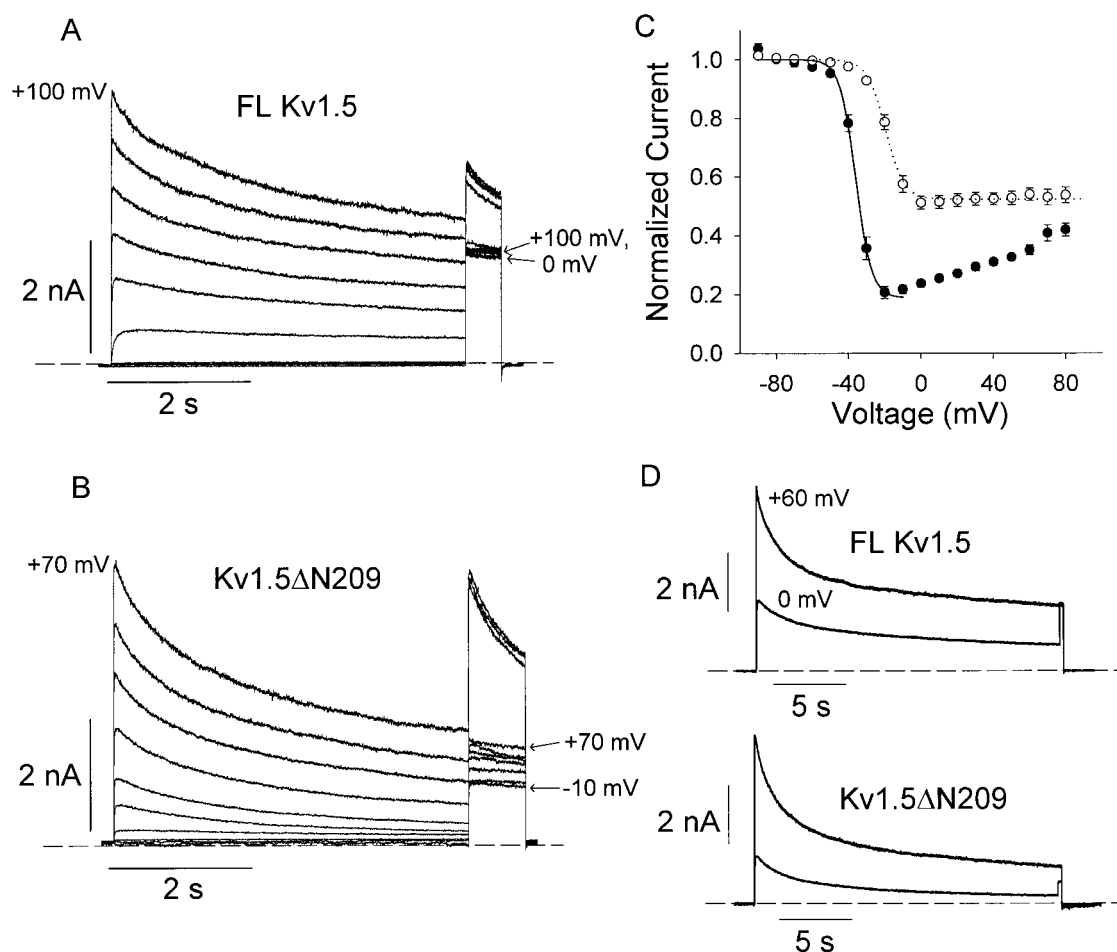 A
+100 mV
FL Kv1.5
+100 mV,
0 mV
2 nA
2 s
B
+70 mV
Kv1.5ΔN209
+70 mV
-10 mV
2 nA
2 s
C
Normalized Current
1.0
0.8
0.6
0.4
0.2
0.0
-80 -40 0 40 80
Voltage (mV)
D
+60 mV
FL Kv1.5
2 nA
0 mV
5 s
Kv1.5ΔN209
2 nA
5 s